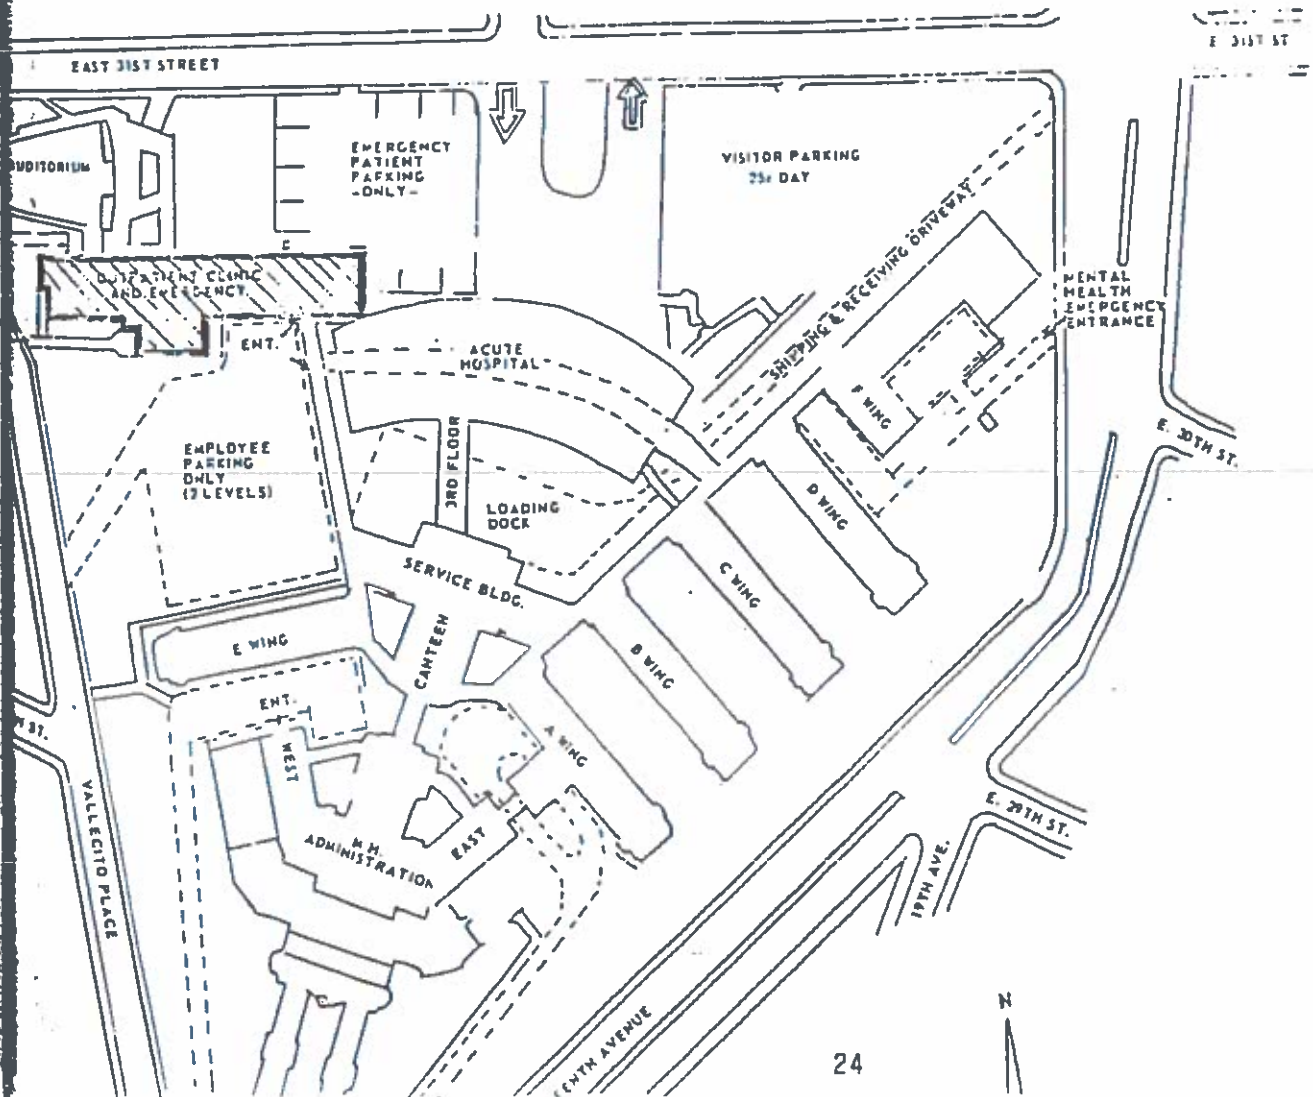 E. 31ST ST
EAST 31ST STREET
AUDITORIUM
EMERGENCY
PATIENT
PARKING
-ONLY-
VISITOR PARKING
25¢ DAY
SHIPPING & RECEIVING DRIVEWAY
OUTPATIENT CLINIC
AND EMERGENCY
MENTAL
HEALTH
EMERGENCY
ENTRANCE
ENT.
ACUTE
HOSPITAL
F WING
E. 30TH ST.
EMPLOYEE
PARKING
ONLY
3RD FLOOR
LOADING
DOCK
D WING
SERVICE BLDG.
C WING
E WING
CANTEEN
B WING
ENT.
ST.
WEST
A WING
VALLECITO PLACE
M.H.
ADMINISTRATION
EAST
E. 29TH ST.
19TH AVE.
N
AVENUE
24